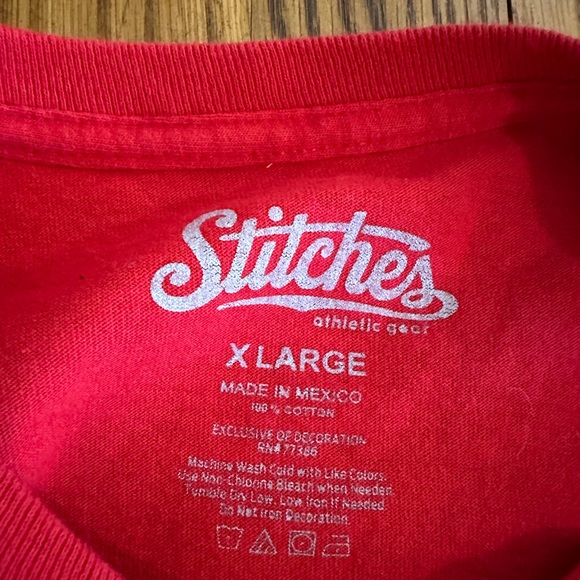 Stitches
athletic gear
X LARGE
MADE IN MEXICO
100% COTTON
EXCLUSIVE OF DECORATION
RN# 77386
Machine Wash Cold with Like Colors.
Use Non-Chlorine Bleach when Needed.
Tumble Dry Low. Low Iron if Needed.
Do Not Iron Decoration.